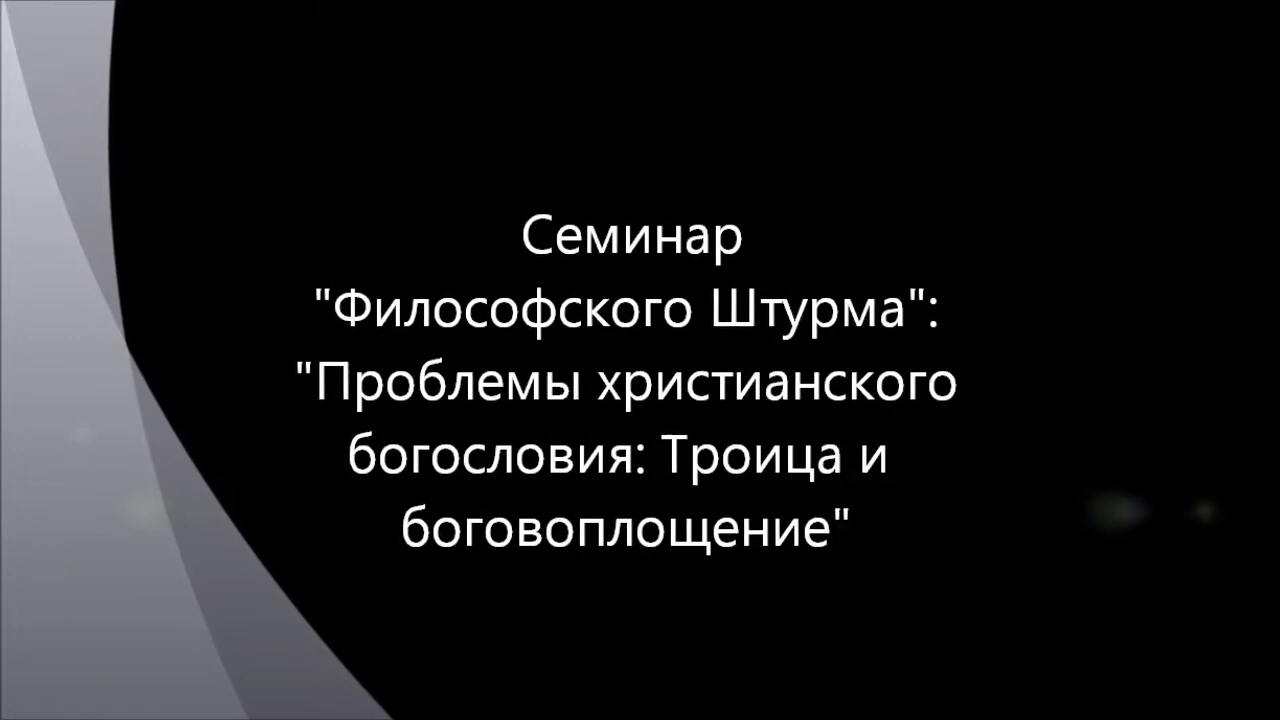 Семинар
"Философского Штурма":
"Проблемы христианского
богословия: Троица и
боговоплощение"